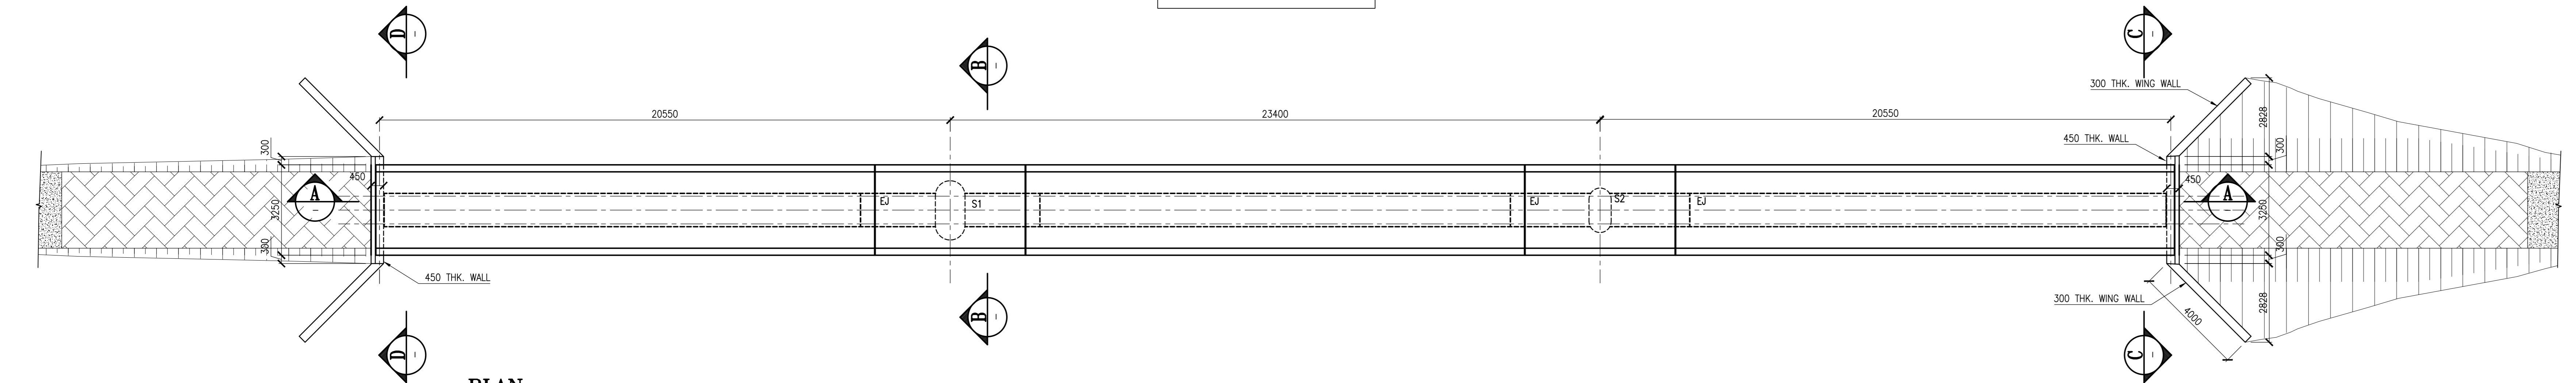 D
-
C
-
B
-
300 THK. WING WALL
20550
23400
20550
2828
450 THK. WALL
300
300
450
450
A
-
EJ
S1
EJ
S2
EJ
A
-
3250
3250
300
300
450 THK. WALL
300 THK. WING WALL
2828
4000
B
-
D
-
C
-
PLAN